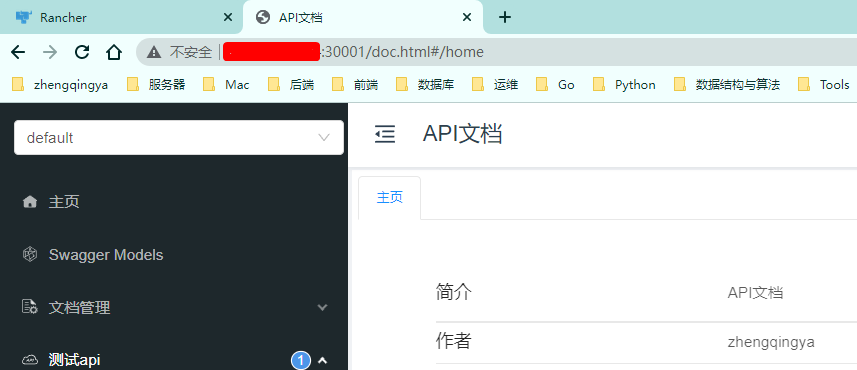 Rancher API文档
不安全 :30001/doc.html#/home
zhengqingya 服务器 Mac 后端 前端 数据库 运维 Go Python 数据结构与算法 Tools
default API文档
主页
主页
Swagger Models
文档管理
简介 API文档
作者 zhengqingya
测试api 1